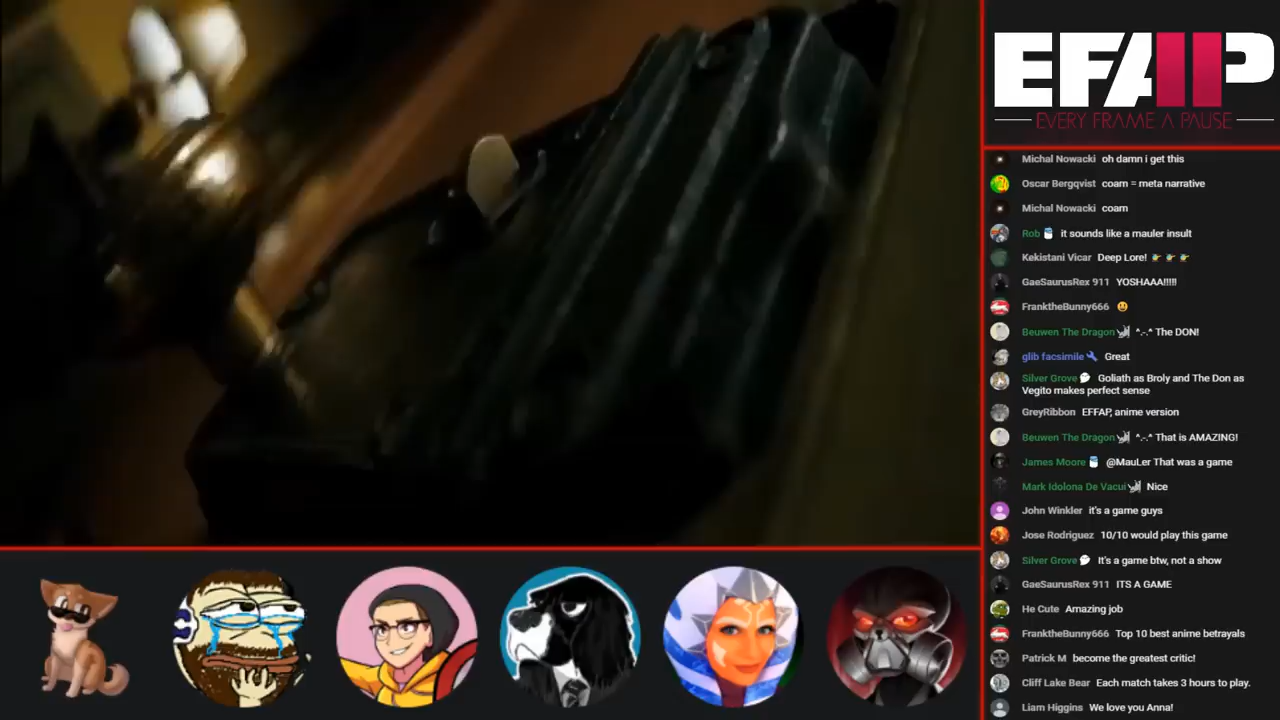 EFAP
EVERY FRAME A PAUSE
Michal Nowacki oh damn i get this
Oscar Bergqvist coam = meta narrative
Michal Nowacki coam
Rob it sounds like a mauler insult
Kekistani Vicar Deep Lore!
GaeSaurusRex 911 YOSHAAA!!!!!
FranktheBunny666
Beuwen The Dragon ^.-.^ The DON!
glib facsimile Great
Silver Grove Goliath as Broly and The Don as
Vegito makes perfect sense
GreyRibbon EFFAP, anime version
Beuwen The Dragon ^.-.^ That is AMAZING!
James Moore @MauLer That was a game
Mark Idolona De Vacui Nice
John Winkler it's a game guys
Jose Rodriguez 10/10 would play this game
Silver Grove It's a game btw, not a show
GaeSaurusRex 911 ITS A GAME
He Cute Amazing job
FranktheBunny666 Top 10 best anime betrayals
Patrick M become the greatest critic!
Cliff Lake Bear Each match takes 3 hours to play.
Liam Higgins We love you Anna!